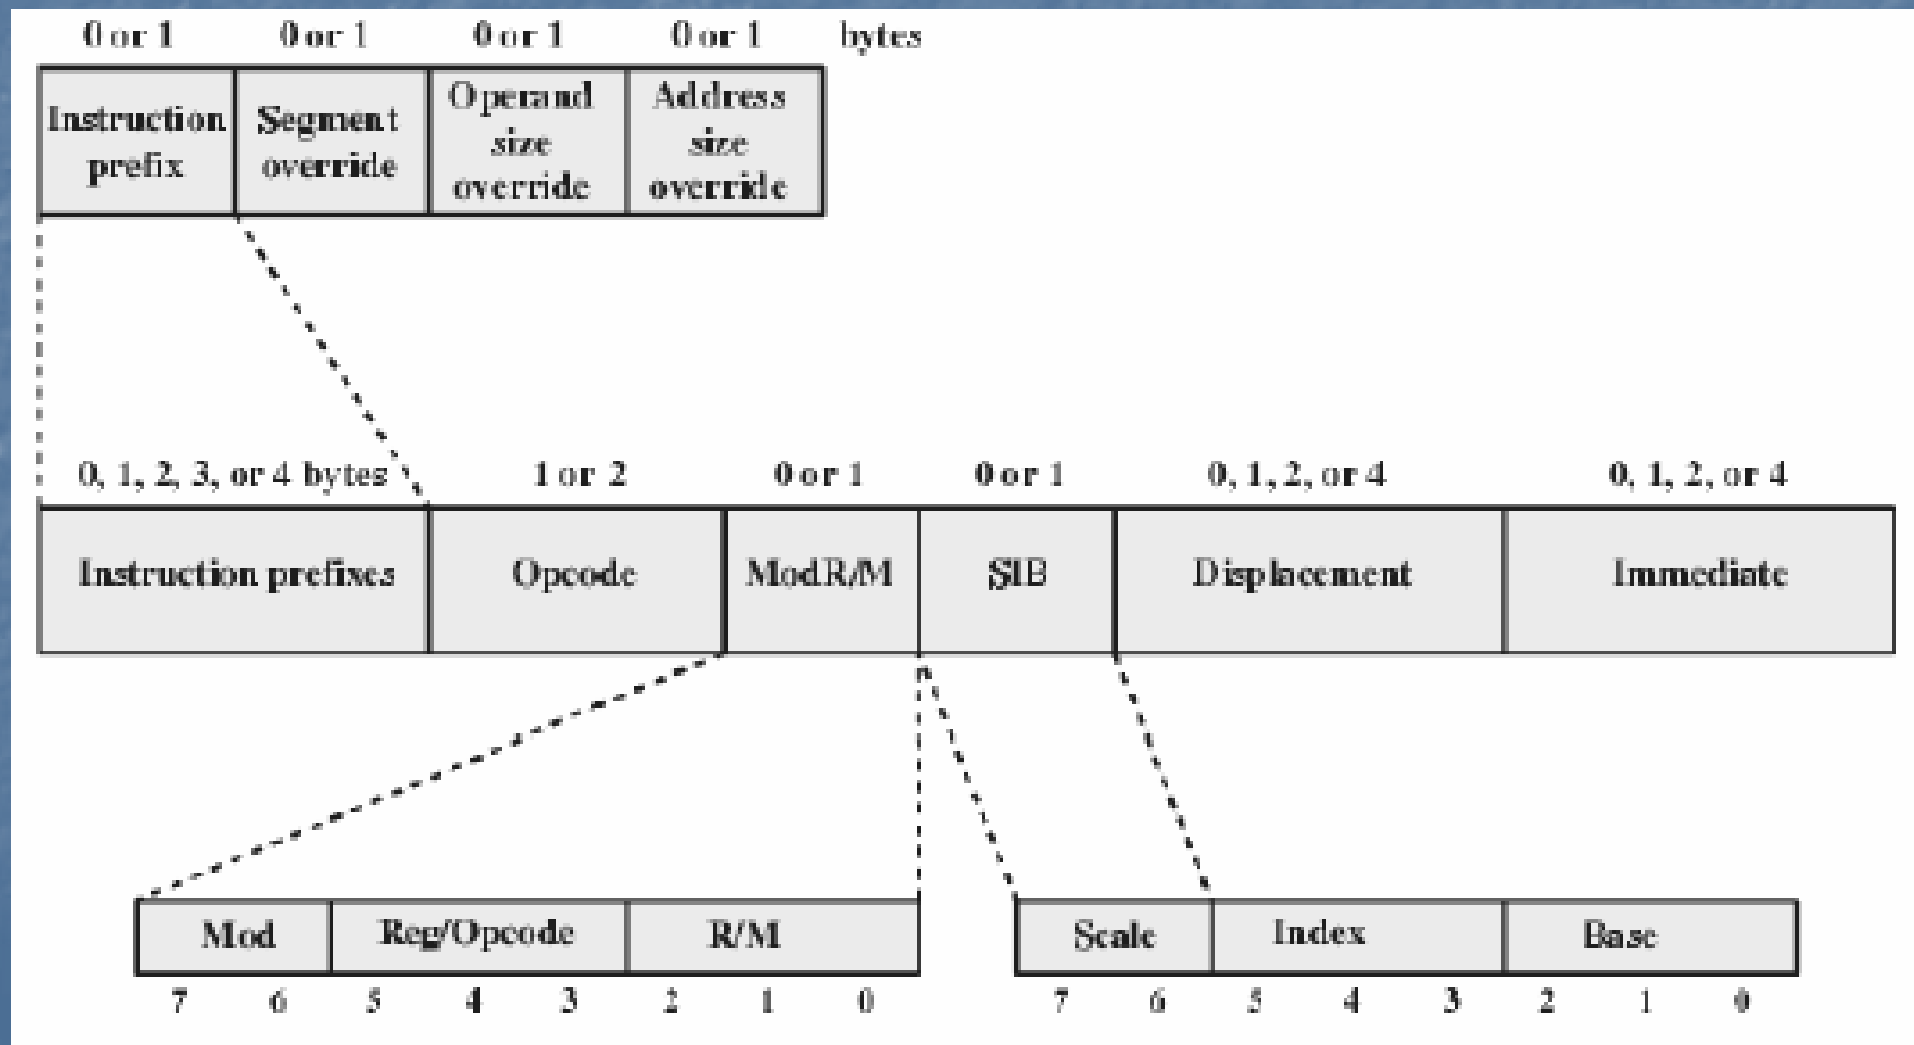 0 or 1 0 or 1 0 or 1 0 or 1 bytes
Instruction prefix
Segment override
Operand size override
Address size override
0, 1, 2, 3, or 4 bytes 1 or 2 0 or 1 0 or 1 0, 1, 2, or 4 0, 1, 2, or 4
Instruction prefixes Opcode ModR/M SIB Displacement Immediate
Mod Reg/Opcode R/M Scale Index Base
7 6 5 4 3 2 1 0 7 6 5 4 3 2 1 0